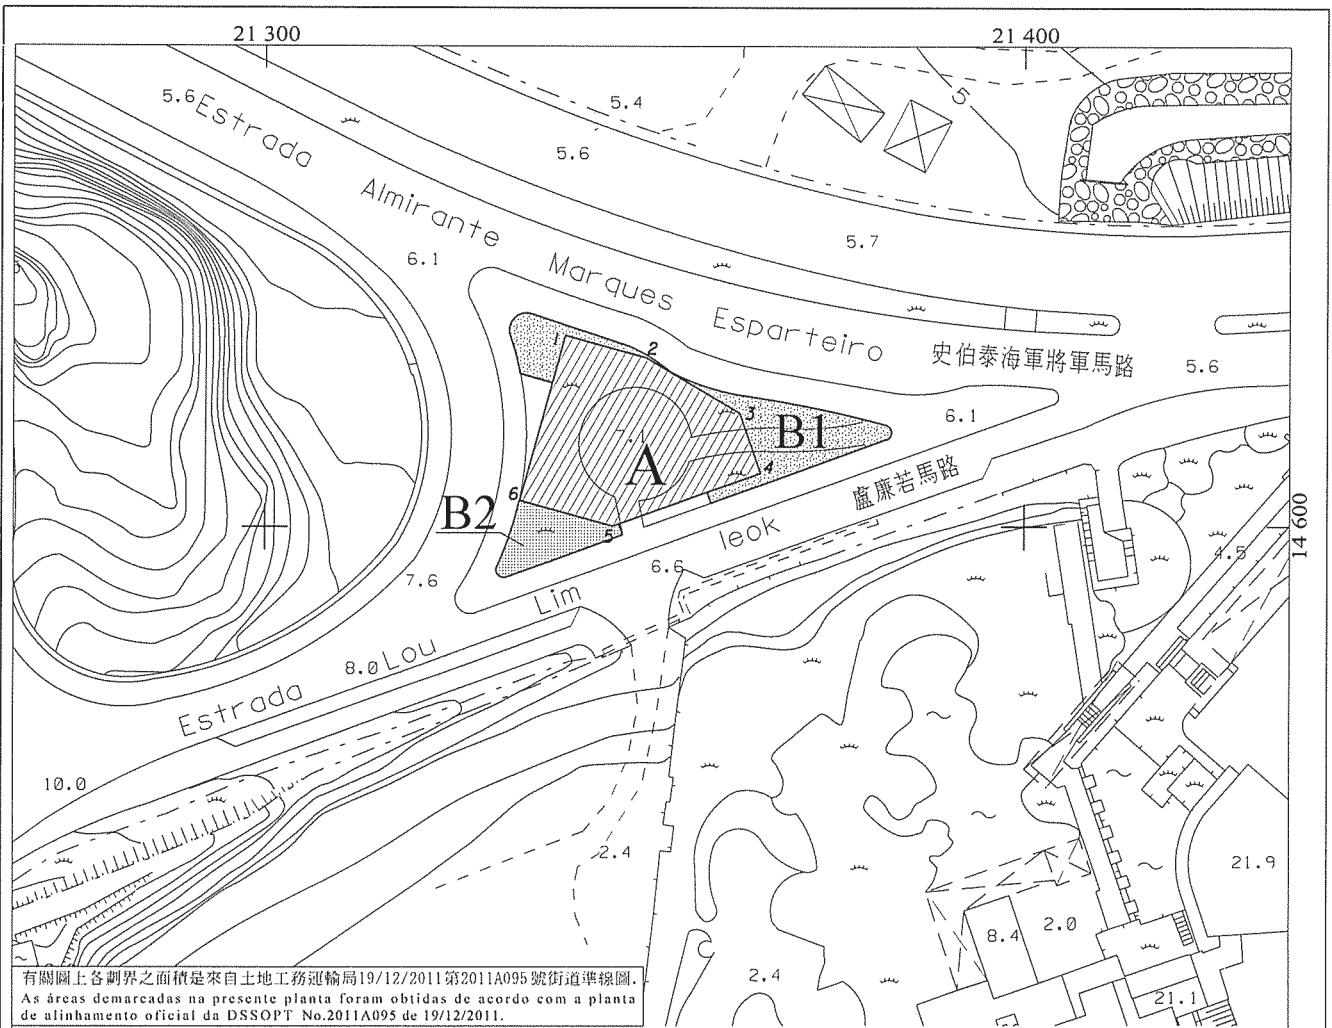 21 300
21 400
5.6
Estrada Almirante Marques Esparteiro
史伯泰海軍將軍馬路
5.4
5
5.6
5.7
6.1
5.6
1
2
3
6.1
7.1
A
B1
4
6
B2
5
盧廉若馬路
14 600
4.5
7.6
6.6
Estrada Lou Lim Ieok
8.0
10.0
2.4
21.9
8.4
2.0
2.4
21.1
有關圖上各劃界之面積是來自土地工務運輸局19/12/2011第2011A095號街道準線圖.
As áreas demarcadas na presente planta foram obtidas de acordo com a planta
de alinhamento oficial da DSSOPT No.2011A095 de 19/12/2011.